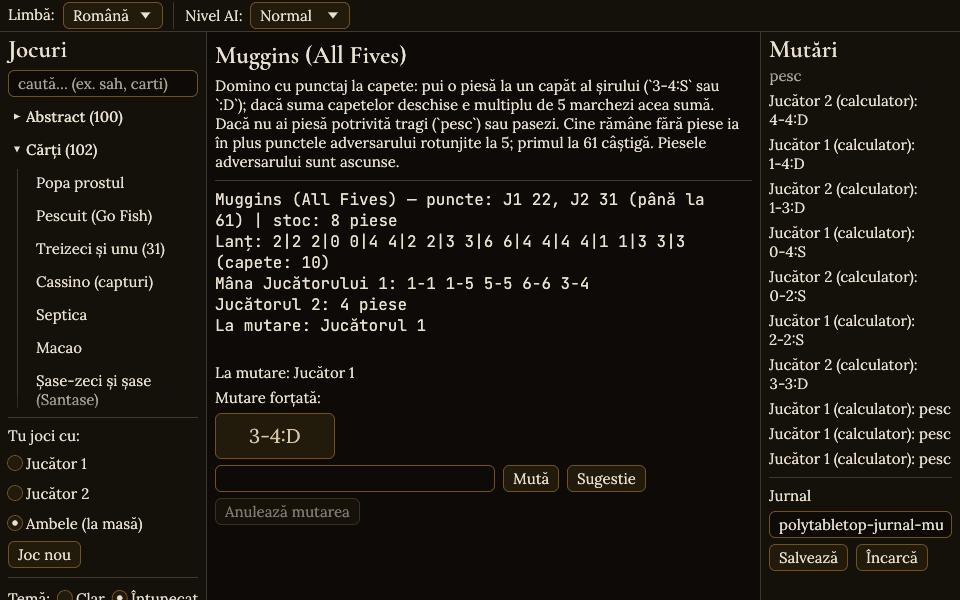 Limbă: Română ▼ Nivel AI: Normal ▼
Jocuri
caută... (ex. sah, carti)
▸ Abstract (100)
▾ Cărți (102)
Popa prostul
Pescuit (Go Fish)
Treizeci și unu (31)
Cassino (capturi)
Septica
Macao
Șase-zeci și șase
(Santase)
Tu joci cu:
Jucător 1
Jucător 2
Ambele (la masă)
Joc nou
Temă: Clar Întunecat
Muggins (All Fives)
Domino cu punctaj la capete: pui o piesă la un capăt al șirului (`3-4:S` sau
`:D`); dacă suma capetelor deschise e multiplu de 5 marchezi acea sumă.
Dacă nu ai piesă potrivită tragi (`pesc`) sau pasezi. Cine rămâne fără piese ia
în plus punctele adversarului rotunjite la 5; primul la 61 câștigă. Piesele
adversarului sunt ascunse.
Muggins (All Fives) — puncte: J1 22, J2 31 (până la
61) | stoc: 8 piese
Lanț: 2|2 2|0 0|4 4|2 2|3 3|6 6|4 4|4 4|1 1|3 3|3
(capete: 10)
Mâna Jucătorului 1: 1-1 1-5 5-5 6-6 3-4
Jucătorul 2: 4 piese
La mutare: Jucătorul 1
La mutare: Jucător 1
Mutare forțată:
3-4:D
Mută Sugestie
Anulează mutarea
Mutări
pesc
Jucător 2 (calculator):
4-4:D
Jucător 1 (calculator):
1-4:D
Jucător 2 (calculator):
1-3:D
Jucător 1 (calculator):
0-4:S
Jucător 2 (calculator):
0-2:S
Jucător 1 (calculator):
2-2:S
Jucător 2 (calculator):
3-3:D
Jucător 1 (calculator): pesc
Jucător 1 (calculator): pesc
Jucător 1 (calculator): pesc
Jurnal
polytabletop-jurnal-mu
Salvează Încarcă